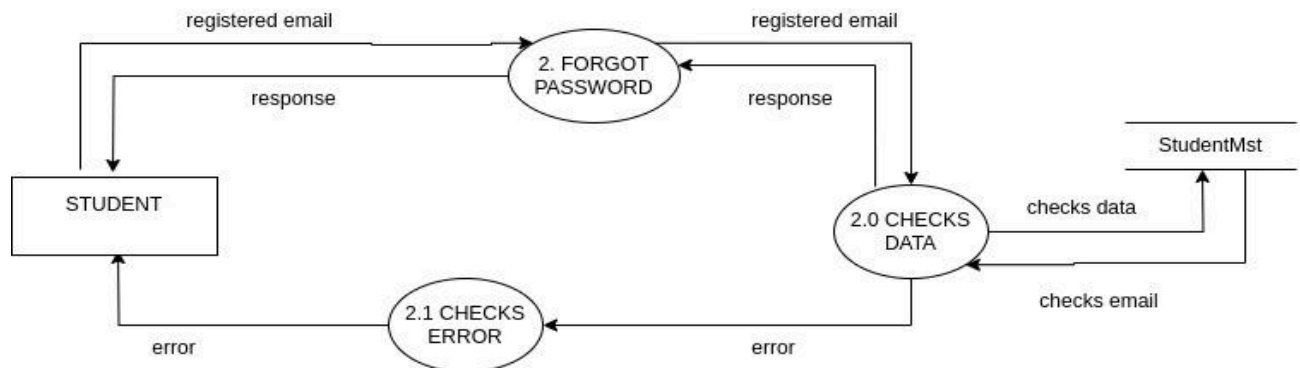 registered email
registered email
2. FORGOT
PASSWORD
response
response
StudentMst
STUDENT
2.0 CHECKS
DATA
checks data
checks email
2.1 CHECKS
ERROR
error
error